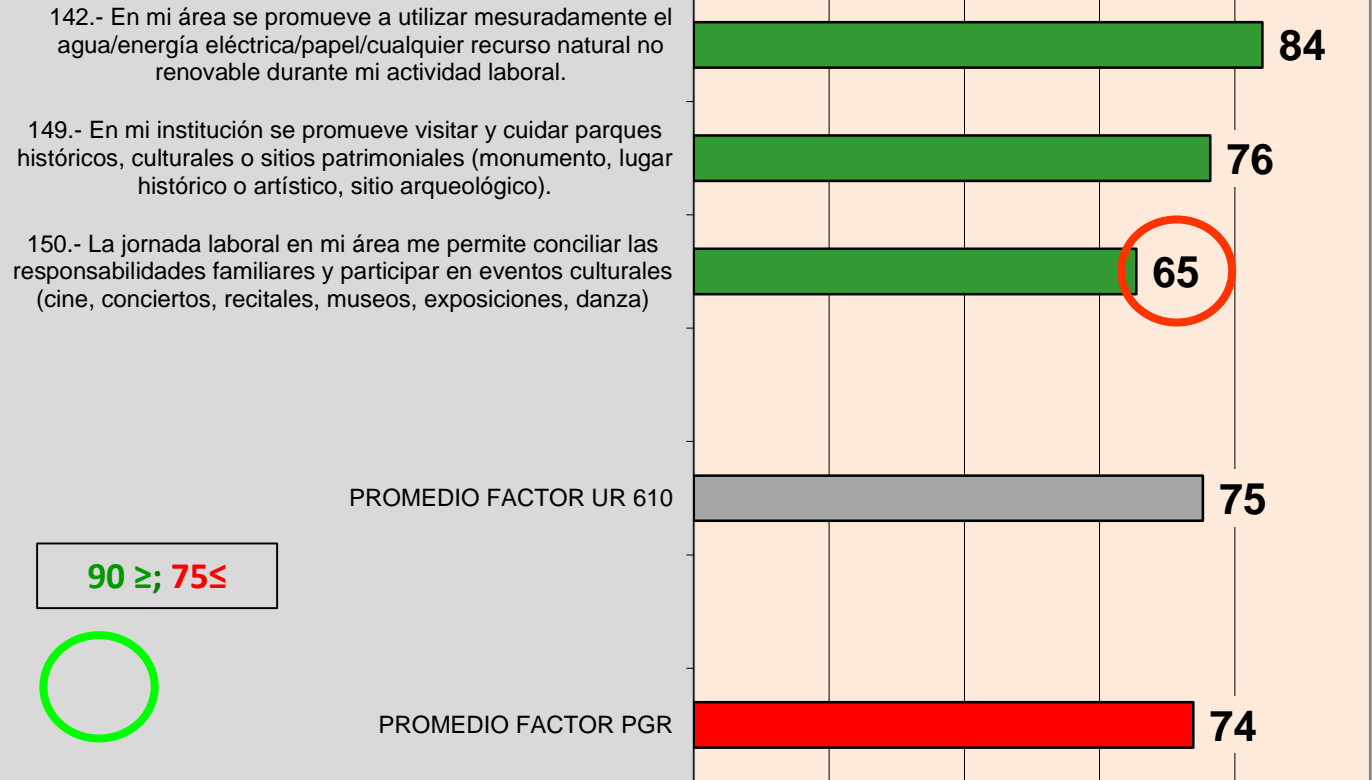 142.- En mi área se promueve a utilizar mesuradamente el
agua/energía eléctrica/papel/cualquier recurso natural no
renovable durante mi actividad laboral.
84
149.- En mi institución se promueve visitar y cuidar parques
históricos, culturales o sitios patrimoniales (monumento, lugar
histórico o artístico, sitio arqueológico).
76
150.- La jornada laboral en mi área me permite conciliar las
responsabilidades familiares y participar en eventos culturales
(cine, conciertos, recitales, museos, exposiciones, danza)
65
PROMEDIO FACTOR UR 610
75
90 ≥; 75≤
PROMEDIO FACTOR PGR
74